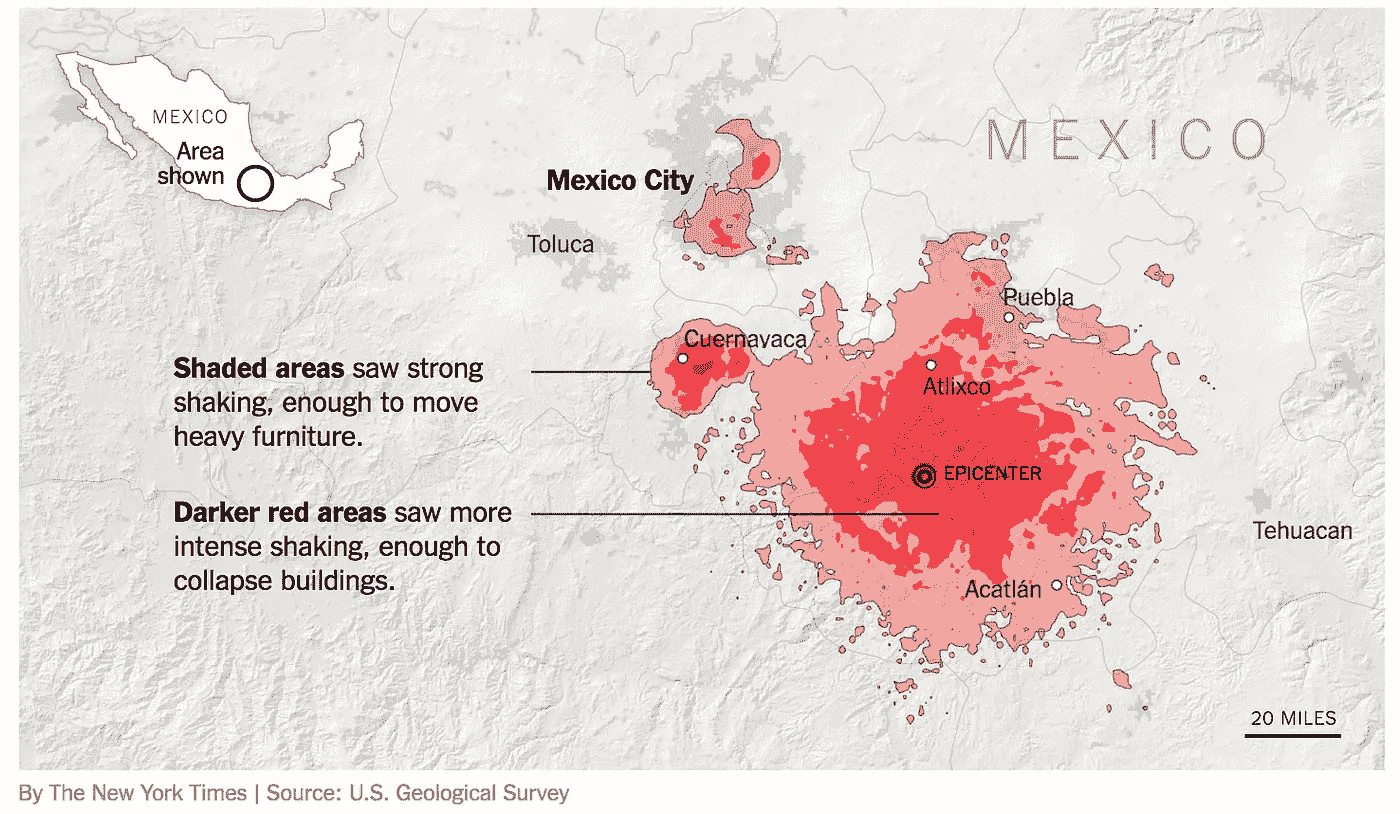 MEXICO
Area
shown
MEXICO
Mexico City
Toluca
Puebla
Cuernavaca
Shaded areas saw strong
shaking, enough to move
heavy furniture.
Atlixco
EPICENTER
Darker red areas saw more
intense shaking, enough to
collapse buildings.
Tehuacan
Acatlán
20 MILES
By The New York Times | Source: U.S. Geological Survey